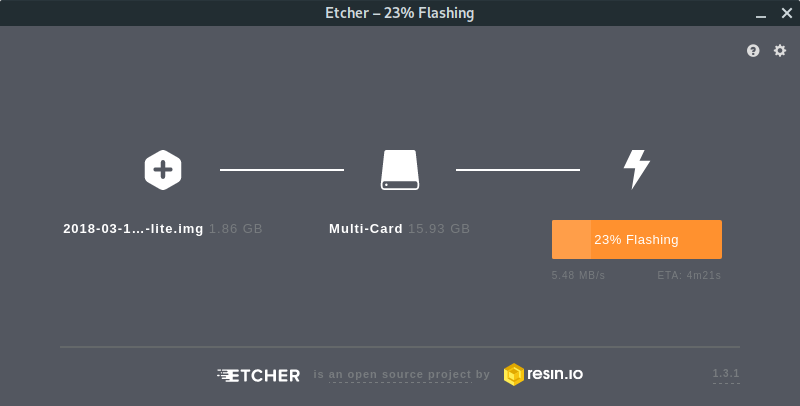 Etcher – 23% Flashing
2018-03-1...-lite.img 1.86 GB
Multi-Card 15.93 GB
23% Flashing
5.48 MB/s ETA: 4m21s
ETCHER is an open source project by resin.io
1.3.1